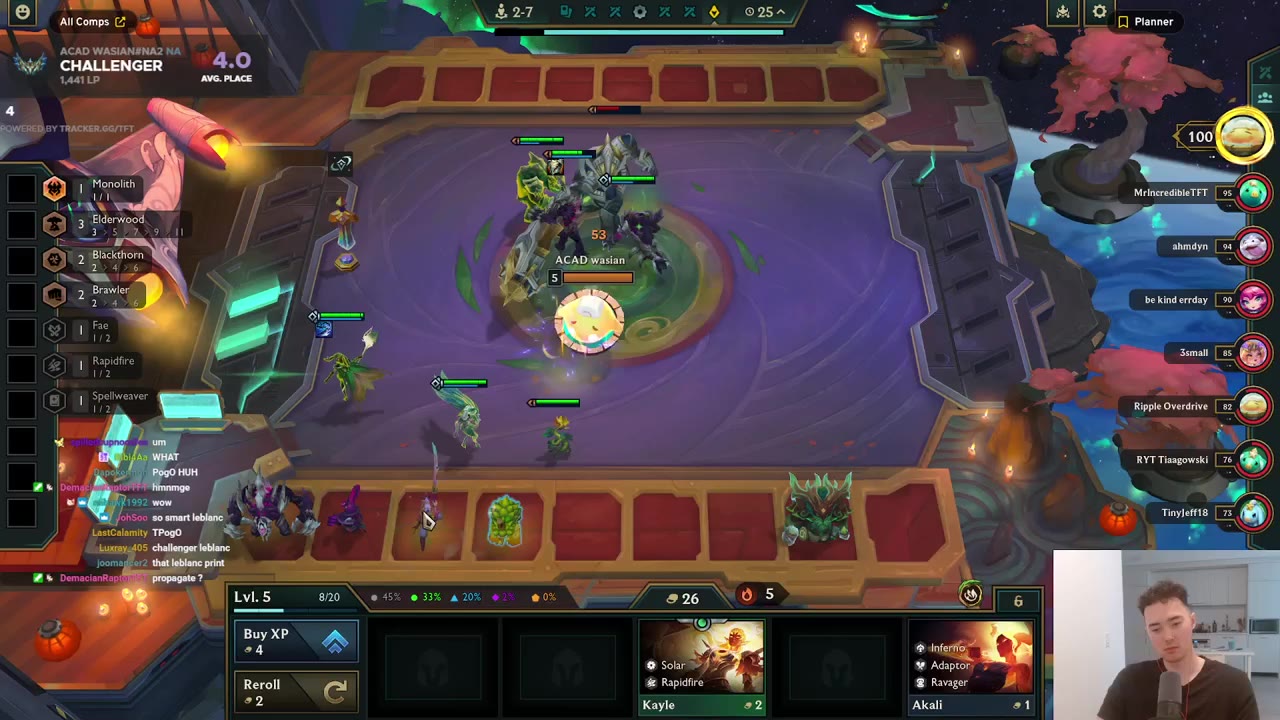 All Comps
2-7
25
Planner
ACAD WASIAN#NA2 NA
CHALLENGER
1,441 LP
4.0
AVG. PLACE
4
POWERED BY TRACKER.GG/TFT
100
MrIncredibleTFT 95
ahmdyn 94
be kind errday 90
3small 85
Ripple Overdrive 82
RYT Tiaagowski 76
TinyJeff18 73
1 Monolith
1 / 1
3 Elderwood
3 > 5 > 7 > 9 > 11
2 Blackthorn
2 > 4 > 6
2 Brawler
2 > 4 > 6
1 Fae
1 / 2
1 Rapidfire
1 / 2
1 Spellweaver
1 / 2
53
ACAD wasian
5
um
WHAT
PogO HUH
hmnmge
wow
so smart leblanc
LastCalamity TPogO
Luxray_405 challenger leblanc
joomancer2 that leblanc print
propagate ?
Lvl. 5 8/20
45% 33% 20% 2% 0%
26
5
6
Buy XP
4
Reroll
2
Solar
Rapidfire
Kayle 2
Inferno
Adaptor
Ravager
Akali 1